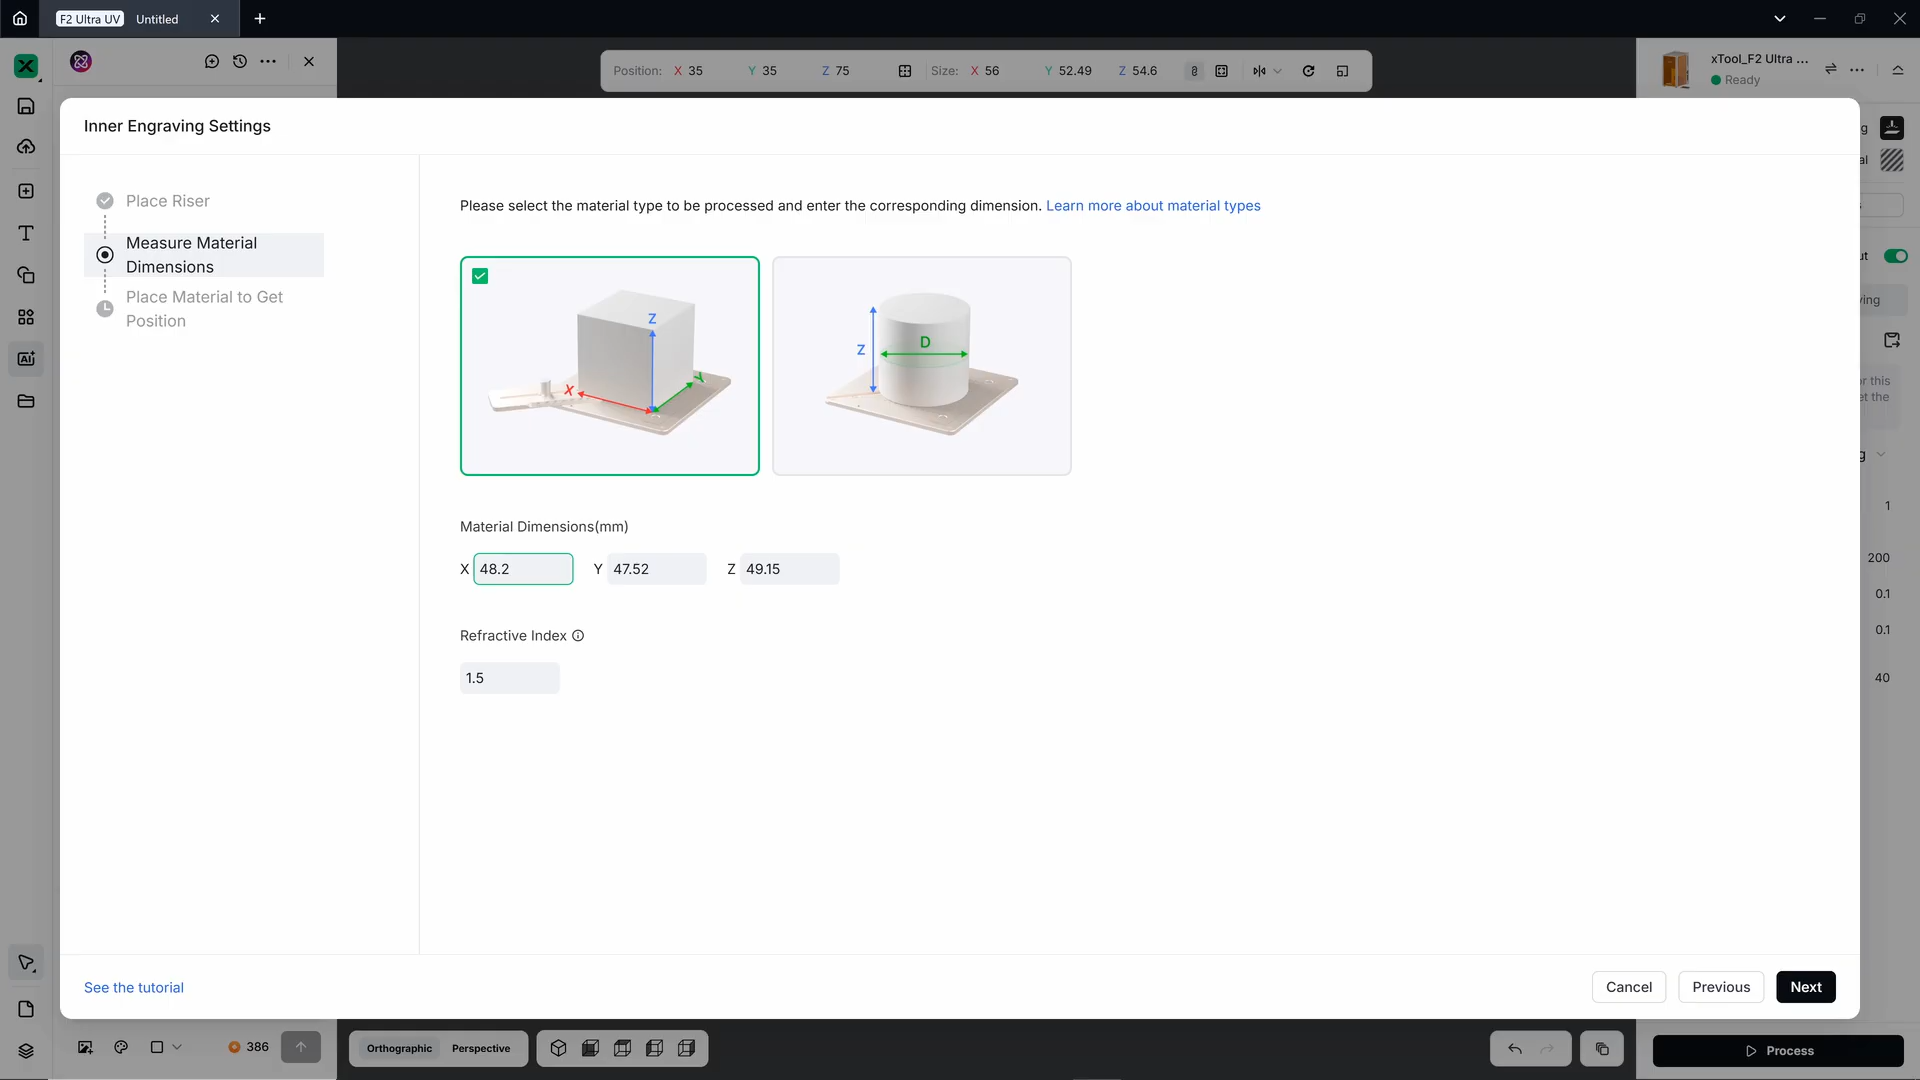 F2 Ultra UV Untitled
Position: X 35 Y 35 Z 75 Size: X 56 Y 52.49 Z 54.6
xTool_F2 Ultra ...
Ready
Inner Engraving Settings
Place Riser
Measure Material
Dimensions
Place Material to Get
Position
Please select the material type to be processed and enter the corresponding dimension. Learn more about material types
Z
X
Y
Z
D
Material Dimensions(mm)
X 48.2 Y 47.52 Z 49.15
Refractive Index
1.5
1
200
0.1
0.1
40
See the tutorial
Cancel
Previous
Next
AI
386
Orthographic
Perspective
Process